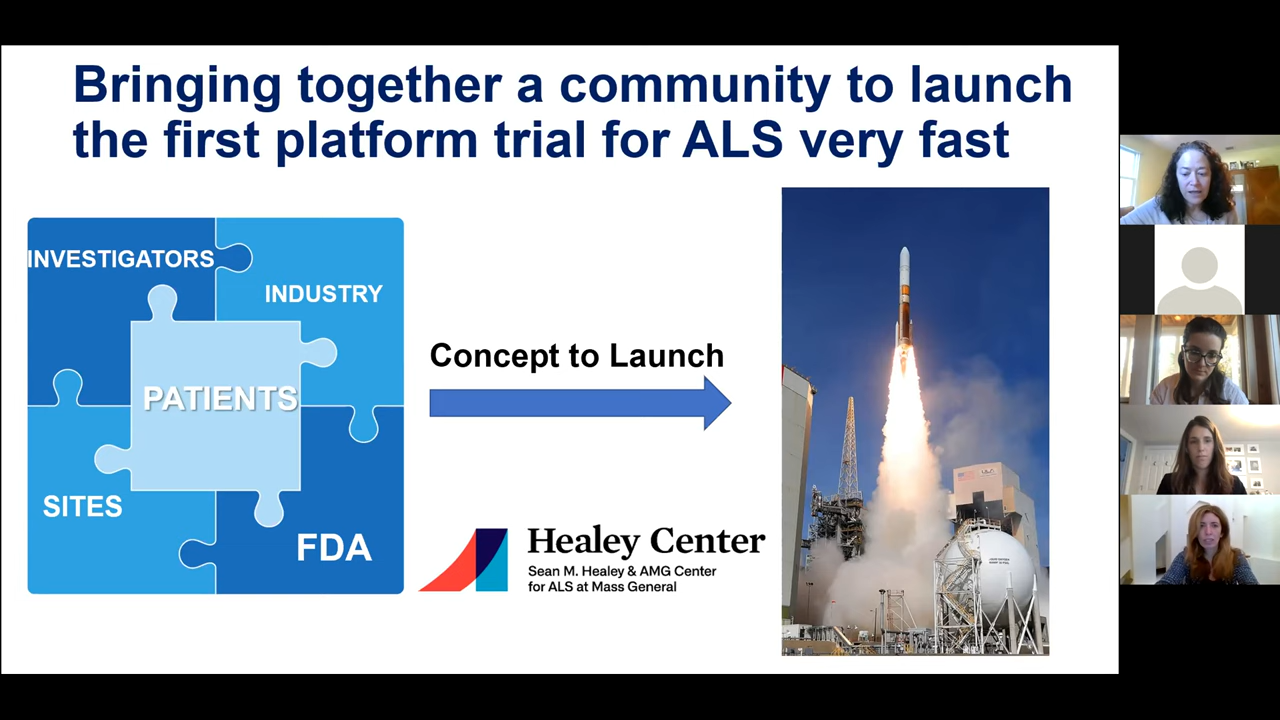 Bringing together a community to launch
the first platform trial for ALS very fast
INVESTIGATORS
INDUSTRY
PATIENTS
SITES
FDA
Concept to Launch
Healey Center
Sean M. Healey & AMG Center
for ALS at Mass General